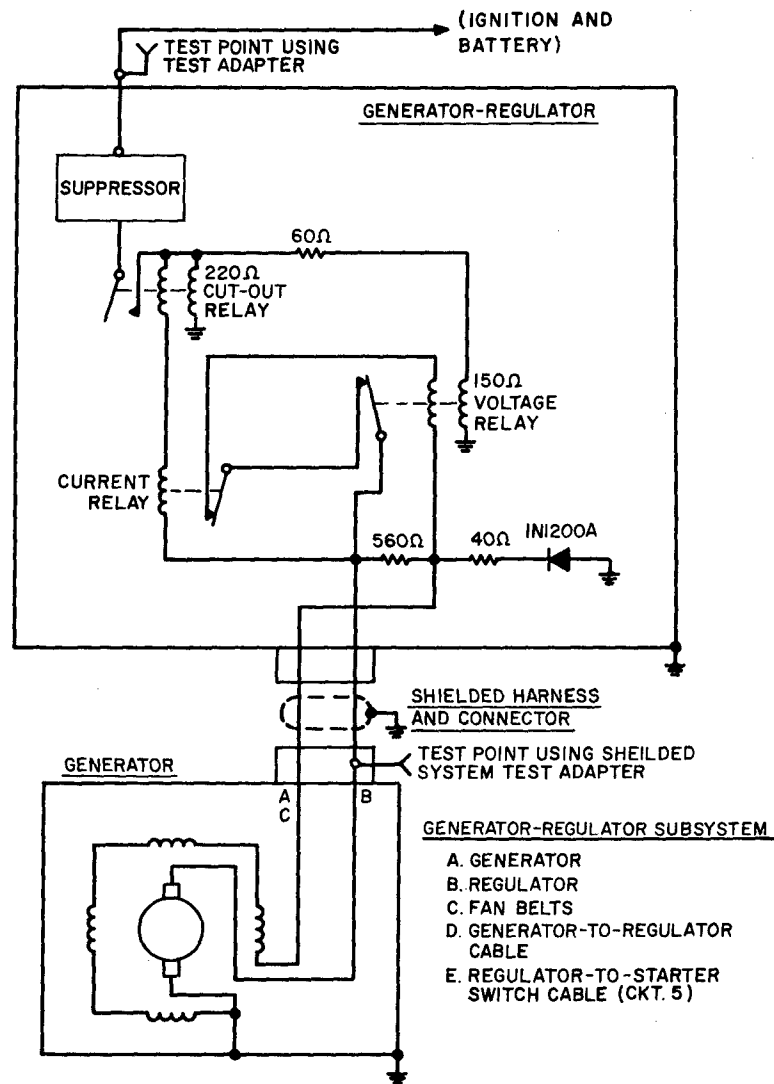 (IGNITION AND
BATTERY)
TEST POINT USING
TEST ADAPTER
GENERATOR-REGULATOR
SUPPRESSOR
60Ω
220Ω
CUT-OUT
RELAY
150Ω
VOLTAGE
RELAY
CURRENT
RELAY
560Ω
40Ω
1N1200A
SHIELDED HARNESS
AND CONNECTOR
TEST POINT USING SHEILDED
SYSTEM TEST ADAPTER
GENERATOR
A
C
B
GENERATOR-REGULATOR SUBSYSTEM
A. GENERATOR
B. REGULATOR
C. FAN BELTS
D. GENERATOR-TO-REGULATOR
CABLE
E. REGULATOR-TO-STARTER
SWITCH CABLE (CKT. 5)